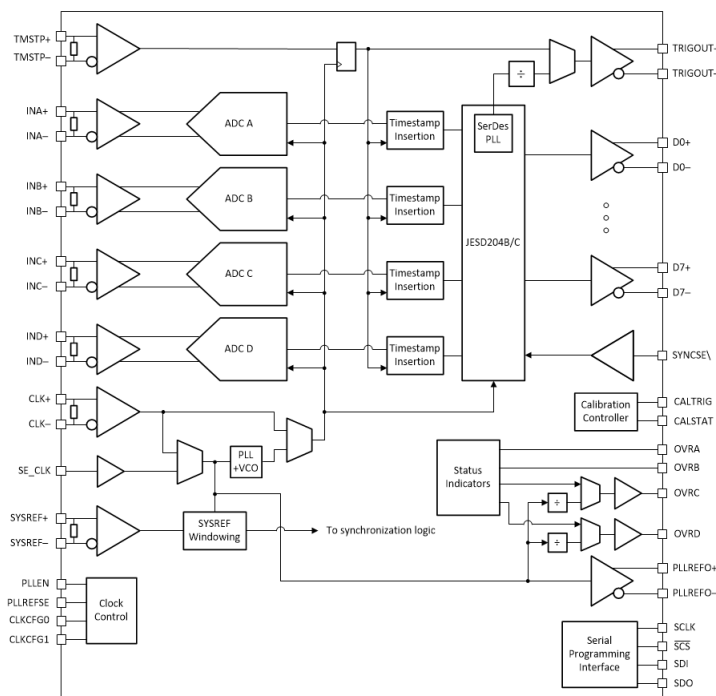 TMSTP+
TMSTP–
TRIGOUT-
TRIGOUT-
÷
INA+
INA–
ADC A
Timestamp
Insertion
SerDes
PLL
D0+
D0–
INB+
INB–
ADC B
Timestamp
Insertion
JESD204B/C
INC+
INC–
ADC C
Timestamp
Insertion
D7+
D7–
IND+
IND–
ADC D
Timestamp
Insertion
SYNCSE\
CLK+
CLK–
Calibration
Controller
CALTRIG
CALSTAT
SE_CLK
PLL
+VCO
Status
Indicators
OVRA
OVRB
OVRC
÷
SYSREF+
SYSREF–
SYSREF
Windowing
To synchronization logic
OVRD
÷
PLLREFO+
PLLREFO–
PLLEN
PLLREFSE
CLKCFG0
CLKCFG1
Clock
Control
Serial
Programming
Interface
SCLK
SCS
SDI
SDO